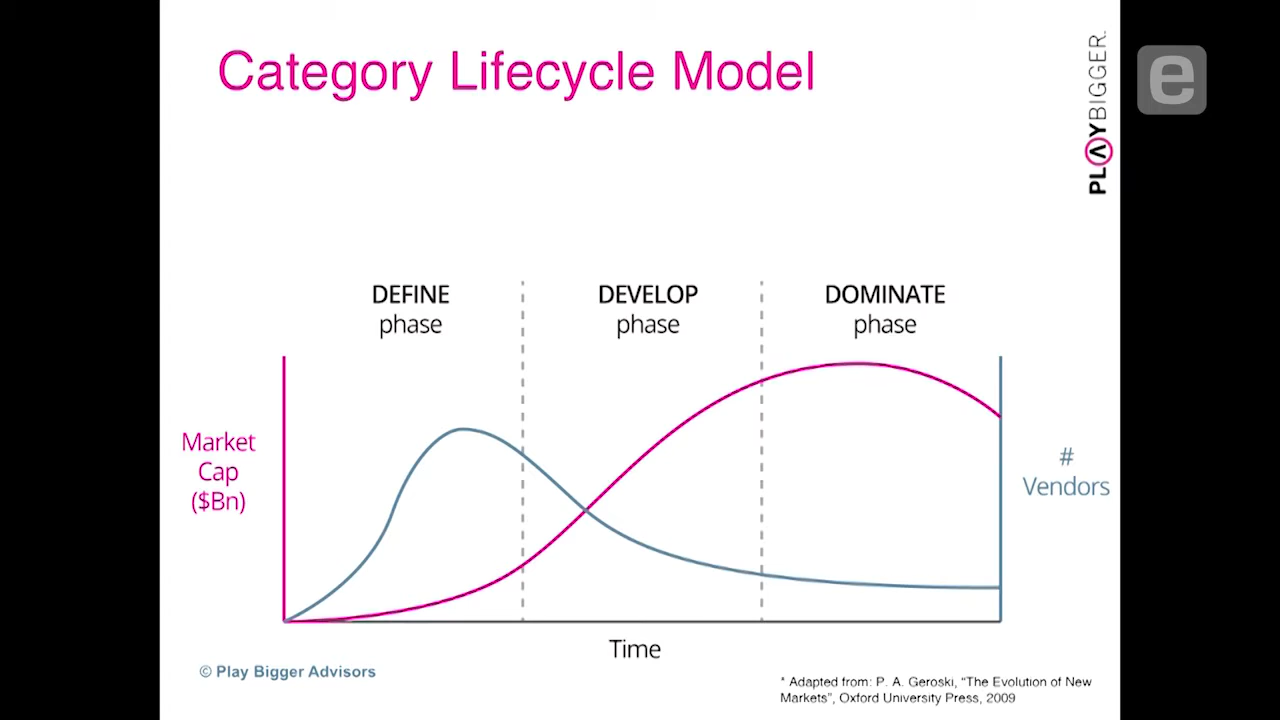 Category Lifecycle Model
PLAYBIGGER.
e
DEFINE
phase
DEVELOP
phase
DOMINATE
phase
Market
Cap
($Bn)
#
Vendors
Time
© Play Bigger Advisors
* Adapted from: P. A. Geroski, “The Evolution of New
Markets”, Oxford University Press, 2009